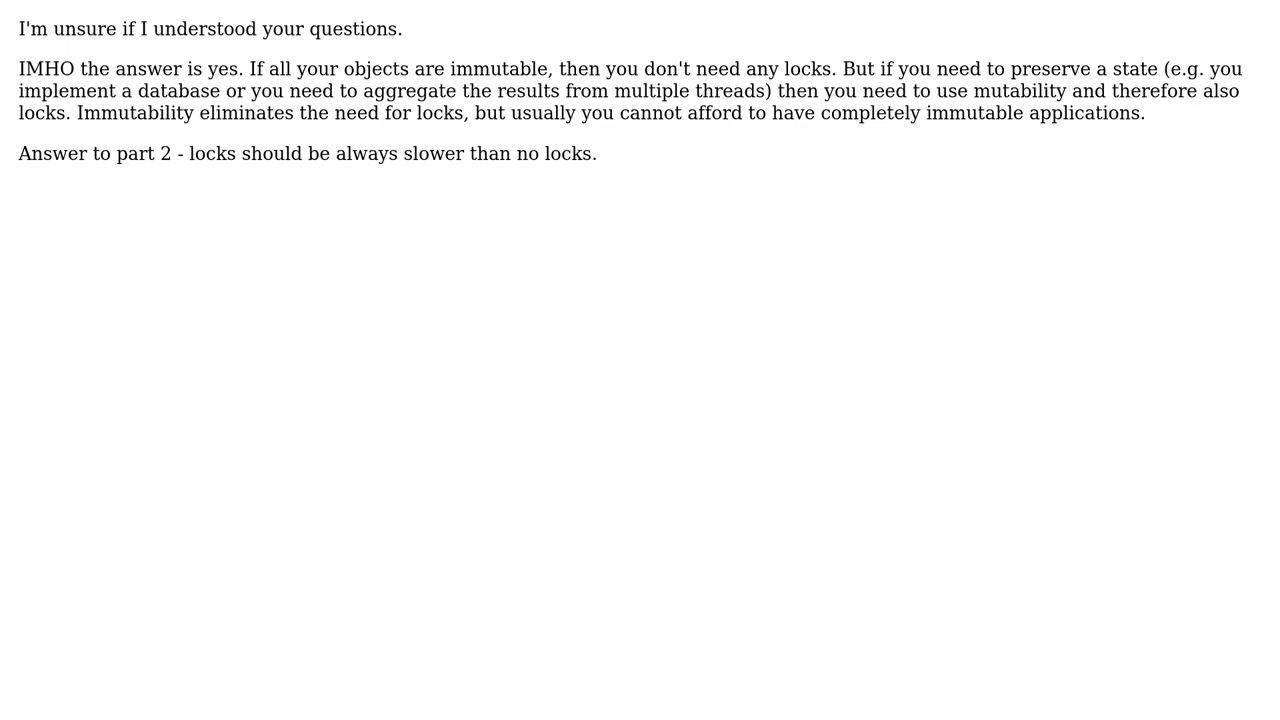 I'm unsure if I understood your questions.
IMHO the answer is yes. If all your objects are immutable, then you don't need any locks. But if you need to preserve a state (e.g. you
implement a database or you need to aggregate the results from multiple threads) then you need to use mutability and therefore also
locks. Immutability eliminates the need for locks, but usually you cannot afford to have completely immutable applications.
Answer to part 2 - locks should be always slower than no locks.